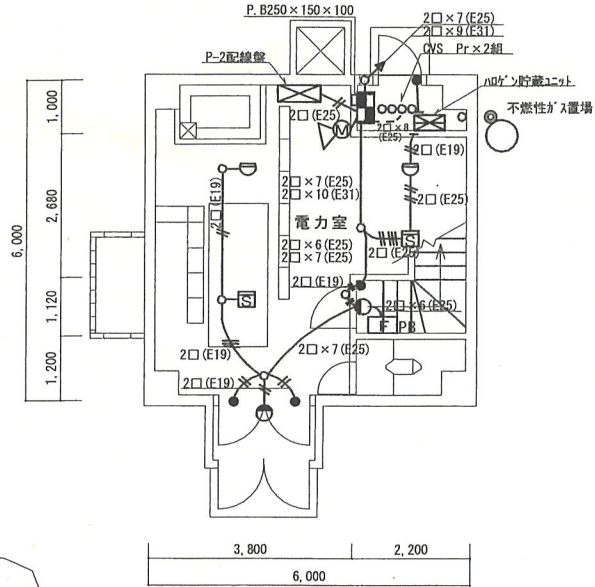 P.B250×150×100
2□×7(E25)
2□×9(E31)
CVS Pr×2組
P-2配線盤
ﾊﾛｹﾞﾝ貯蔵ユニット
不燃性ｶﾞｽ置場
1,000
2□(E25)
M
2□×8
(E25)
2□(E19)
2□(E19)
2□×7(E25)
2□×10(E31)
2□(E25)
2,680
6,000
電力室
S
2□×6(E25)
2□×7(E25)
2□(E25)
2□(E19)
S
2□×6(E25)
1,120
F PB
2□(E19)
2□×7(E25)
1,200
2□(E19)
3,800
2,200
6,000